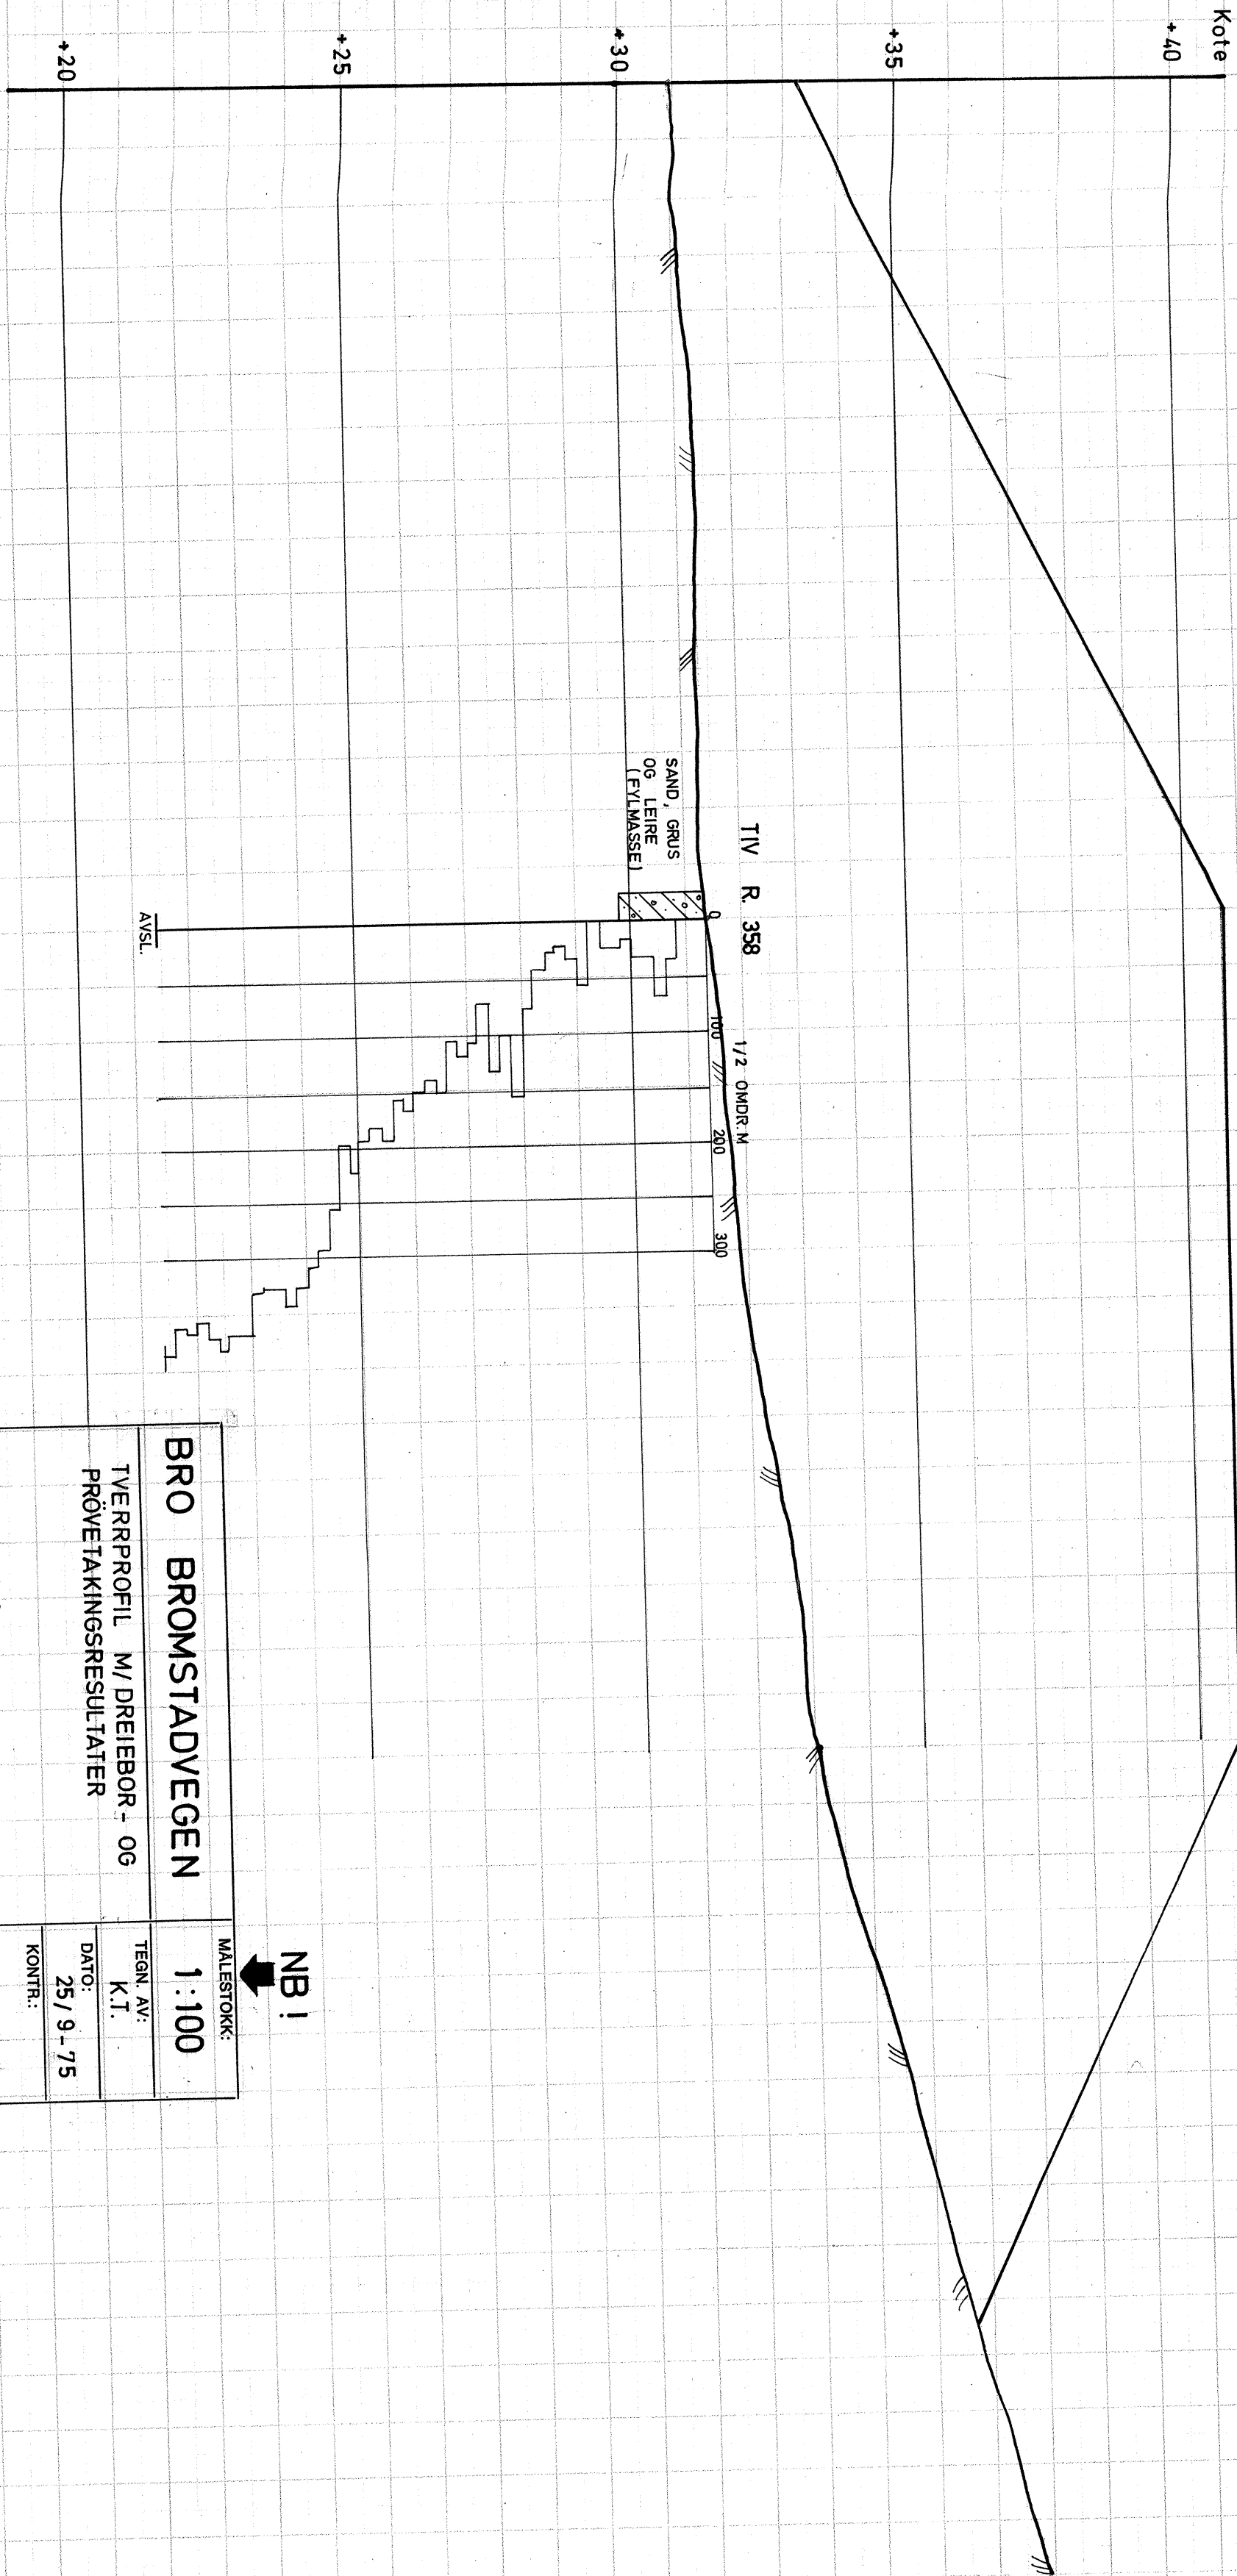 Kote
+40
+35
+30
+25
+20
TIV R. 358
1/2 OMDR. M
0
100
200
300
SAND, GRUS
OG LEIRE
(FYLMASSE)
AVSL.
NB!
MÅLESTOKK:
1:100
BRO BROMSTADVEGEN
TVERRPROFIL M/DREIEBOR- OG
PRÖVETAKINGSRESULTATER
TEGN. AV:
K.T.
DATO:
25/9-75
KONTR.: